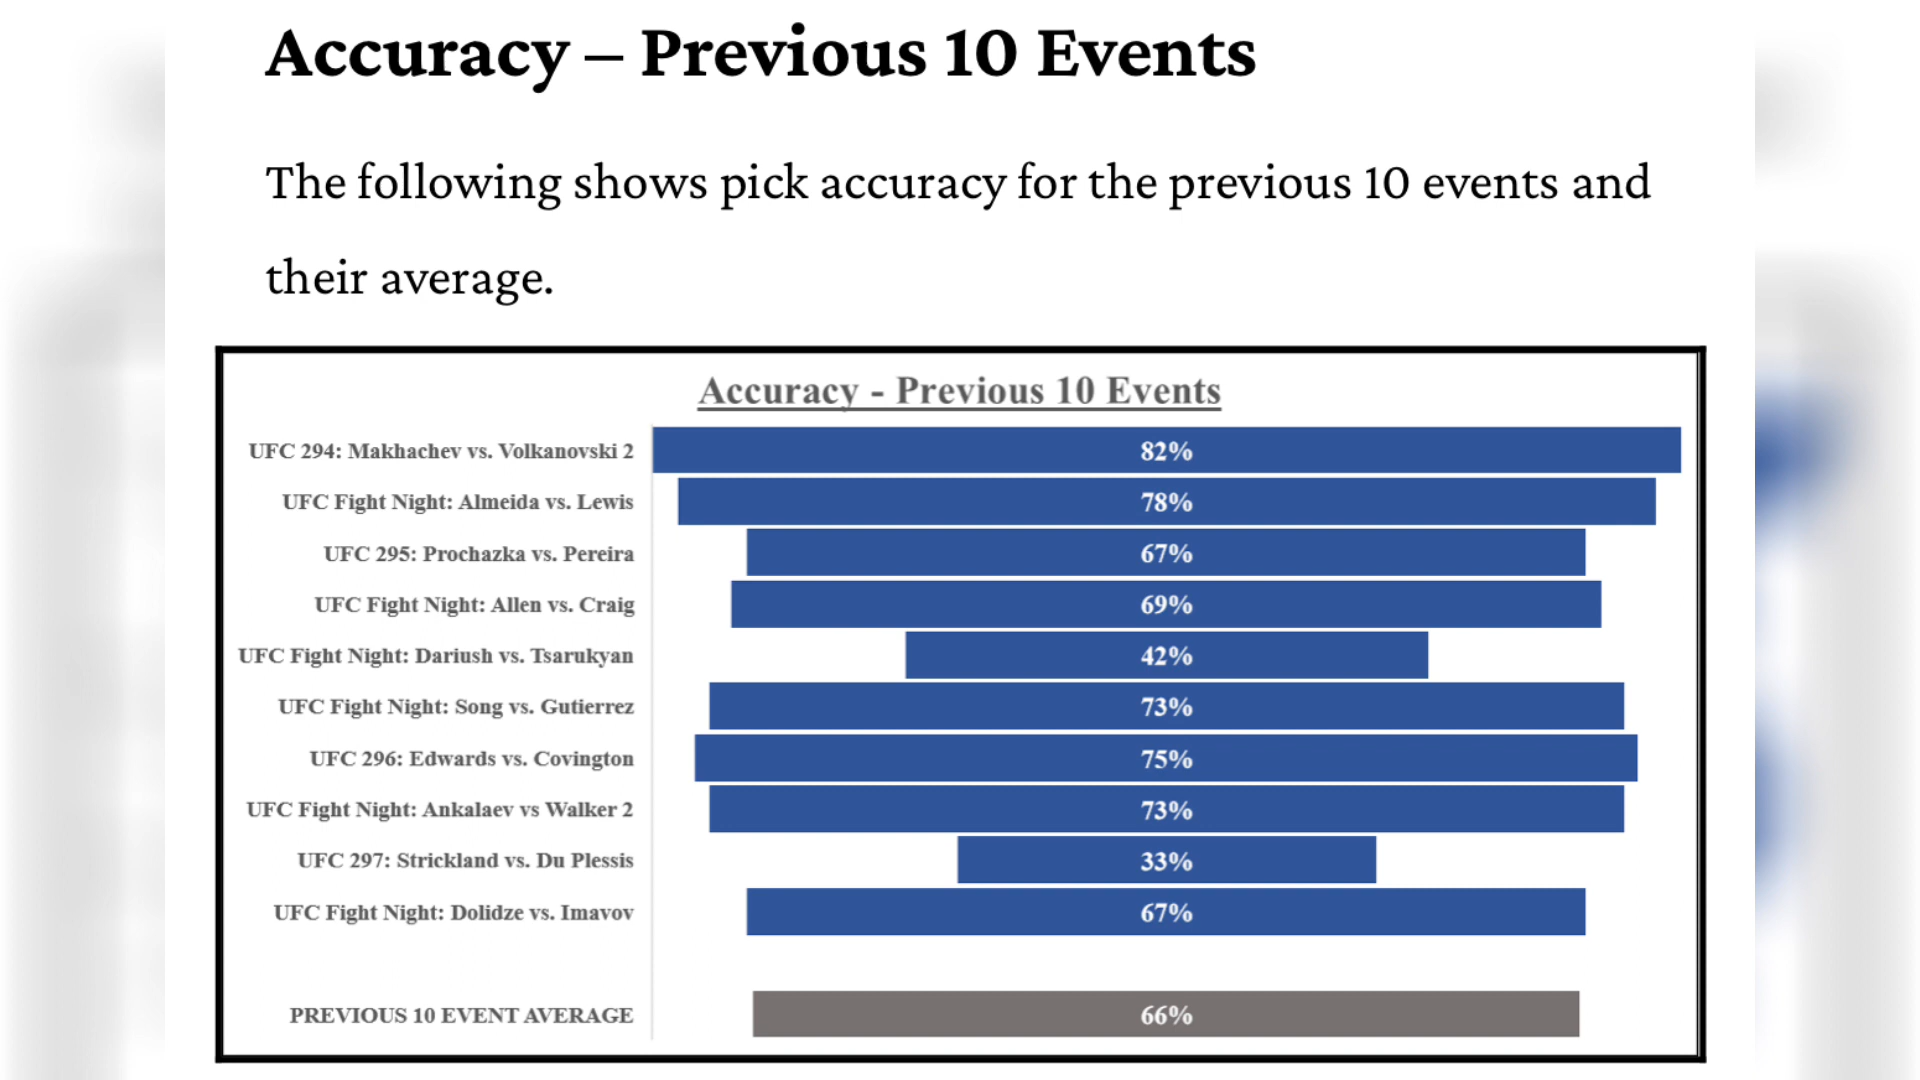 Accuracy – Previous 10 Events
The following shows pick accuracy for the previous 10 events and
their average.
Accuracy - Previous 10 Events
UFC 294: Makhachev vs. Volkanovski 2 82%
UFC Fight Night: Almeida vs. Lewis 78%
UFC 295: Prochazka vs. Pereira 67%
UFC Fight Night: Allen vs. Craig 69%
UFC Fight Night: Dariush vs. Tsarukyan 42%
UFC Fight Night: Song vs. Gutierrez 73%
UFC 296: Edwards vs. Covington 75%
UFC Fight Night: Ankalaev vs Walker 2 73%
UFC 297: Strickland vs. Du Plessis 33%
UFC Fight Night: Dolidze vs. Imavov 67%
PREVIOUS 10 EVENT AVERAGE 66%